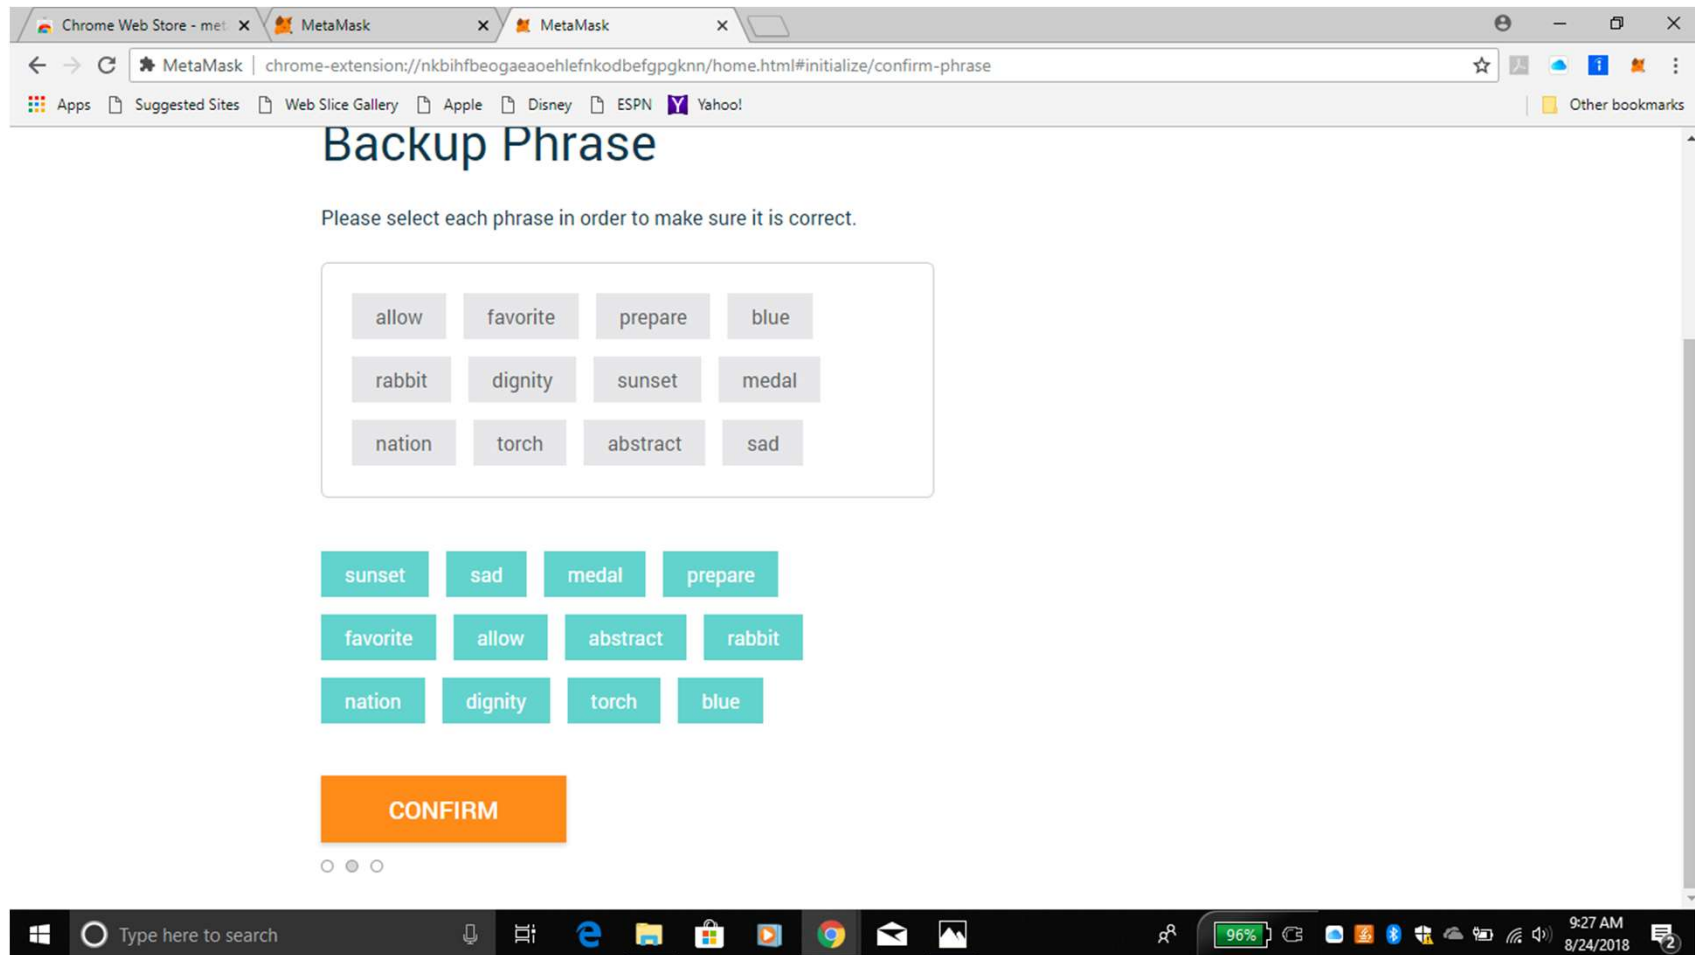 Chrome Web Store - met
MetaMask
MetaMask
MetaMask | chrome-extension://nkbihfbeogaeaoehlefnkodbefgpgknn/home.html#initialize/confirm-phrase
Apps Suggested Sites Web Slice Gallery Apple Disney ESPN Yahoo! Other bookmarks
Backup Phrase
Please select each phrase in order to make sure it is correct.
allow favorite prepare blue
rabbit dignity sunset medal
nation torch abstract sad
sunset sad medal prepare
favorite allow abstract rabbit
nation dignity torch blue
CONFIRM
Type here to search
96%
9:27 AM
8/24/2018
2